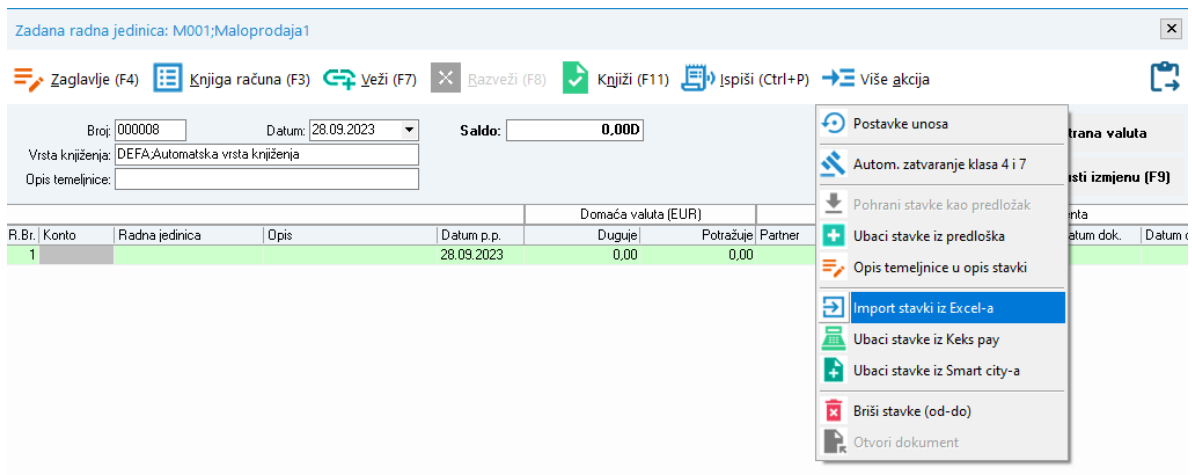 Zadana radna jedinica: M001;Maloprodaja1
Zaglavlje (F4) Knjiga računa (F3) Veži (F7) Razveži (F8) Knjiži (F11) Ispiši (Ctrl+P) Više akcija
Broj: 000008 Datum: 28.09.2023 Saldo: 0,00D
Vrsta knjiženja: DEFA;Automatska vrsta knjiženja
Opis temeljnice:
trana valuta
sti izmjenu (F9)
Domaća valuta (EUR) enta
R.Br. Konto Radna jedinica Opis Datum p.p. Duguje Potražuje Partner atum dok. Datum
1 28.09.2023 0,00 0,00
Postavke unosa
Autom. zatvaranje klasa 4 i 7
Pohrani stavke kao predložak
Ubaci stavke iz predloška
Opis temeljnice u opis stavki
Import stavki iz Excel-a
Ubaci stavke iz Keks pay
Ubaci stavke iz Smart city-a
Briši stavke (od-do)
Otvori dokument